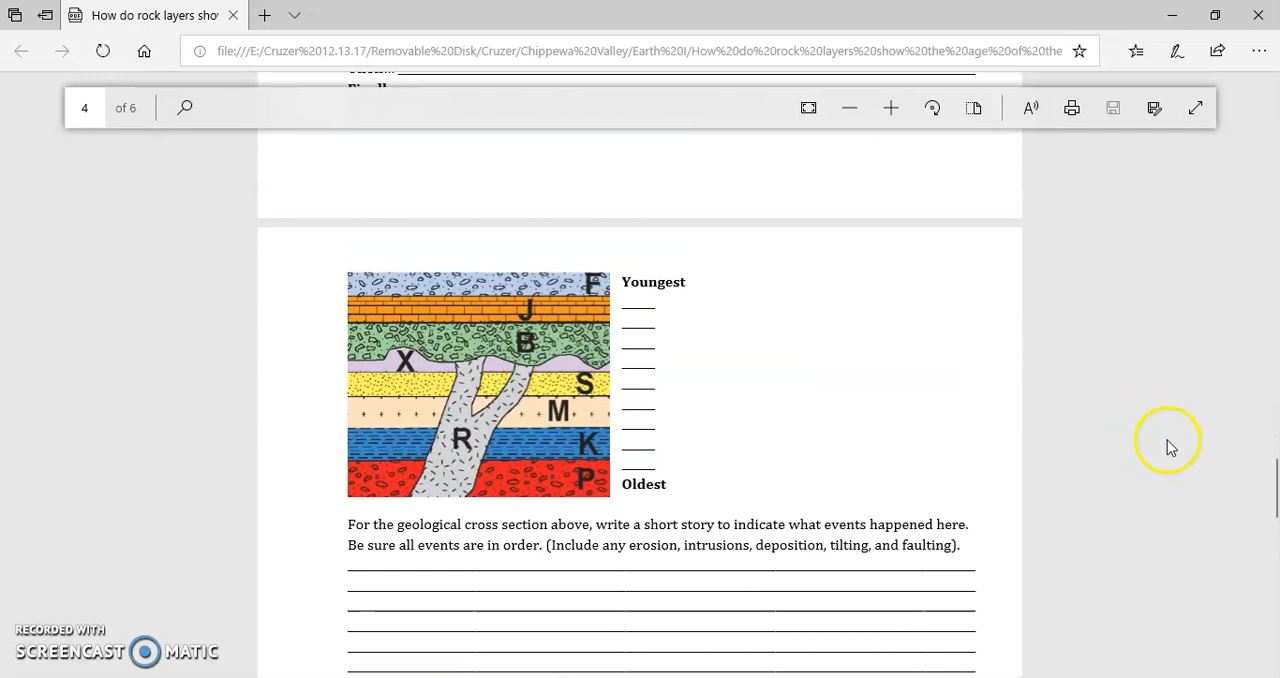 How do rock layers sho
file:///E:/Cruzer%2012.13.17/Removable%20Disk/Cruzer/Chippewa%20Valley/Earth%20I/How%20do%20rock%20layers%20show%20the%20age%20of%20the
4 of 6
F
J
B
X
S
M
R
K
P
Youngest
Oldest
For the geological cross section above, write a short story to indicate what events happened here.
Be sure all events are in order. (Include any erosion, intrusions, deposition, tilting, and faulting).
RECORDED WITH
SCREENCAST MATIC